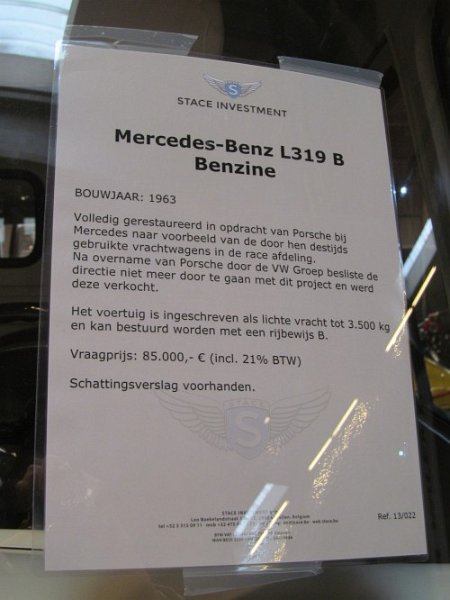 S
STACE INVESTMENT
Mercedes-Benz L319 B
Benzine
BOUWJAAR: 1963
Volledig gerestaureerd in opdracht van Porsche bij
Mercedes naar voorbeeld van de door hen destijds
gebruikte vrachtwagens in de race afdeling.
Na overname van Porsche door de VW Groep besliste de
directie niet meer door te gaan met dit project en werd
deze verkocht.
Het voertuig is ingeschreven als lichte vracht tot 3.500 kg
en kan bestuurd worden met een rijbewijs B.
Vraagprijs: 85.000,- € (incl. 21% BTW)
Schattingsverslag voorhanden.
STACE
S
STACE INVESTMENT
Ref. 13/022